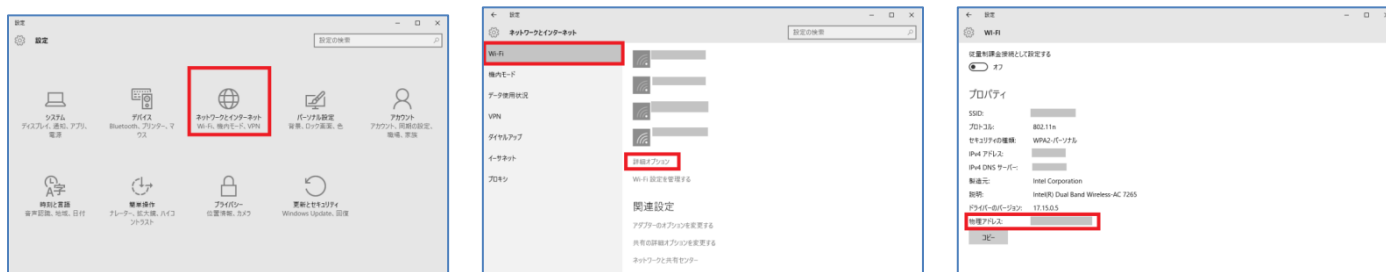 設定
設定
設定の検索
システム
ディスプレイ、通知、アプリ、
電源
デバイス
Bluetooth、プリンター、マ
ウス
ネットワークとインターネット
Wi-Fi、機内モード、VPN
パーソナル設定
背景、ロック画面、色
アカウント
アカウント、同期の設定、
職場、家族
時刻と言語
音声認識、地域、日付
簡単操作
ナレーター、拡大鏡、ハイコ
ントラスト
プライバシー
位置情報、カメラ
更新とセキュリティ
Windows Update、回復
設定
ネットワークとインターネット
設定の検索
Wi-Fi
機内モード
データ使用状況
VPN
ダイヤルアップ
イーサネット
プロキシ
詳細オプション
Wi-Fi 設定を管理する
関連設定
アダプターのオプションを変更する
共有の詳細オプションを変更する
ネットワークと共有センター
設定
WI-FI
従量制課金接続として設定する
オフ
プロパティ
SSID:
プロトコル: 802.11n
セキュリティの種類: WPA2-パーソナル
IPv4 アドレス:
IPv4 DNS サーバー:
製造元: Intel Corporation
説明: Intel(R) Dual Band Wireless-AC 7265
ドライバーのバージョン: 17.15.0.5
物理アドレス:
コピー